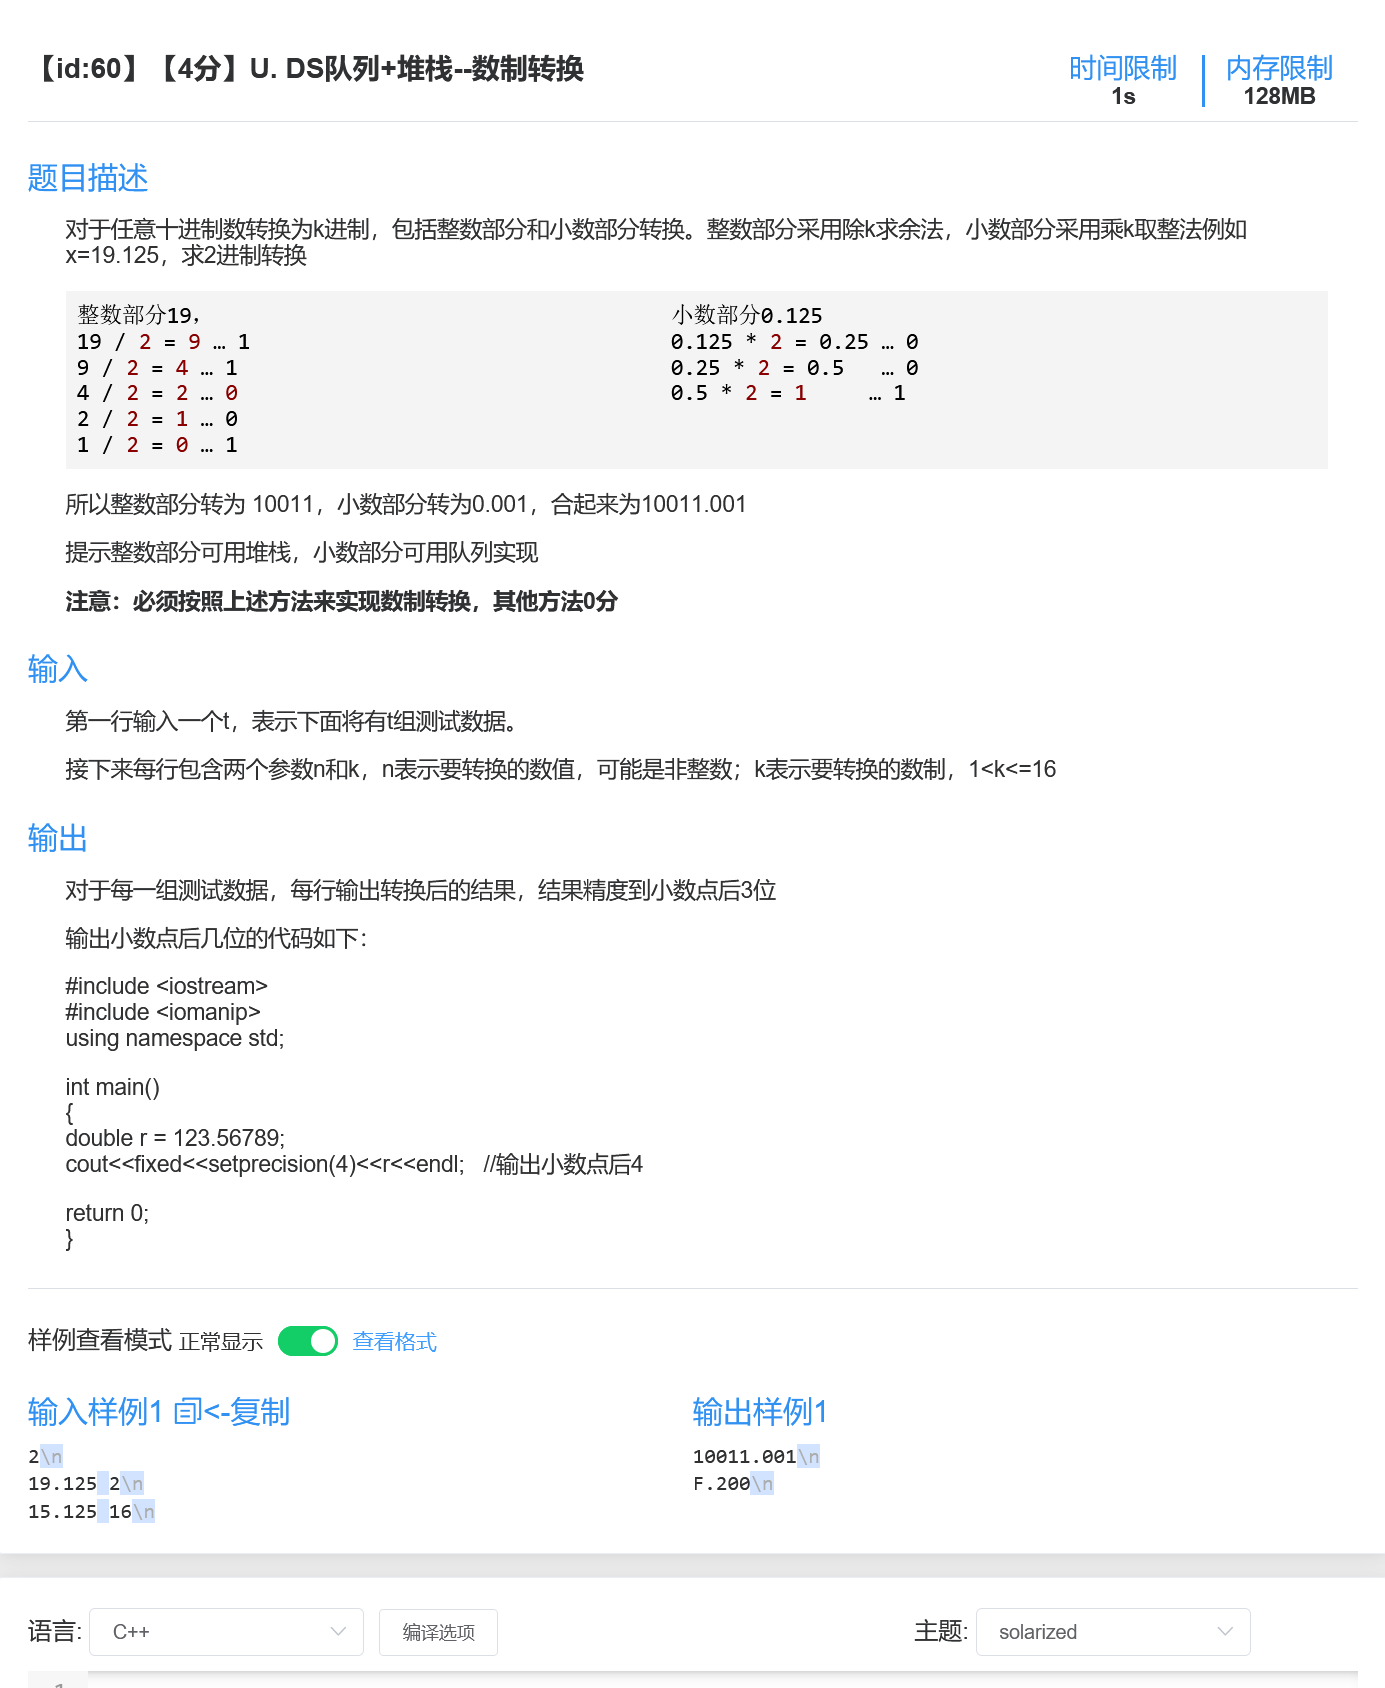 【id:60】【4分】U. DS队列+堆栈--数制转换
时间限制
1s
内存限制
128MB
题目描述
对于任意十进制数转换为k进制，包括整数部分和小数部分转换。整数部分采用除k求余法，小数部分采用乘k取整法例如
x=19.125，求2进制转换
整数部分19，
19 / 2 = 9 … 1
9 / 2 = 4 … 1
4 / 2 = 2 … 0
2 / 2 = 1 … 0
1 / 2 = 0 … 1
小数部分0.125
0.125 * 2 = 0.25 … 0
0.25 * 2 = 0.5   … 0
0.5 * 2 = 1     … 1
所以整数部分转为 10011，小数部分转为0.001，合起来为10011.001
提示整数部分可用堆栈，小数部分可用队列实现
注意：必须按照上述方法来实现数制转换，其他方法0分
输入
第一行输入一个t，表示下面将有t组测试数据。
接下来每行包含两个参数n和k，n表示要转换的数值，可能是非整数；k表示要转换的数制，1<k<=16
输出
对于每一组测试数据，每行输出转换后的结果，结果精度到小数点后3位
输出小数点后几位的代码如下：
#include <iostream>
#include <iomanip>
using namespace std;
int main()
{
double r = 123.56789;
cout<<fixed<<setprecision(4)<<r<<endl;   //输出小数点后4
return 0;
}
样例查看模式 正常显示 查看格式
输入样例1 <-复制
2\n
19.125 2\n
15.125 16\n
输出样例1
10011.001\n
F.200\n
语言: C++ 编译选项 主题: solarized
1